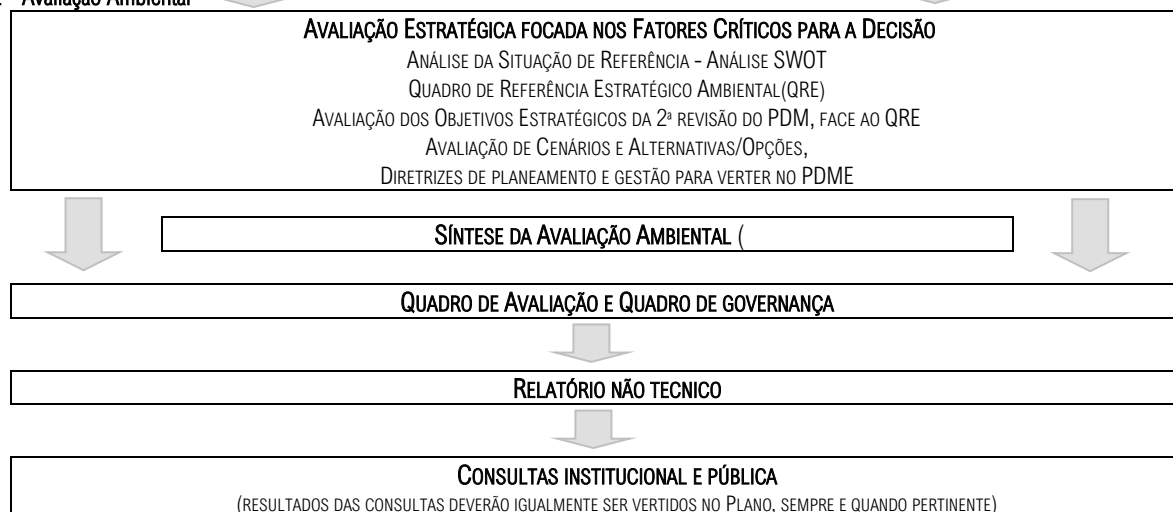 Avaliação Ambiental
AVALIAÇÃO ESTRATÉGICA FOCADA NOS FATORES CRÍTICOS PARA A DECISÃO
ANÁLISE DA SITUAÇÃO DE REFERÊNCIA - ANÁLISE SWOT
QUADRO DE REFERÊNCIA ESTRATÉGICO AMBIENTAL(QRE)
AVALIAÇÃO DOS OBJETIVOS ESTRATÉGICOS DA 2ª REVISÃO DO PDM, FACE AO QRE
AVALIAÇÃO DE CENÁRIOS E ALTERNATIVAS/OPÇÕES,
DIRETRIZES DE PLANEAMENTO E GESTÃO PARA VERTER NO PDME
SÍNTESE DA AVALIAÇÃO AMBIENTAL (
QUADRO DE AVALIAÇÃO E QUADRO DE GOVERNANÇA
RELATÓRIO NÃO TECNICO
CONSULTAS INSTITUCIONAL E PÚBLICA
(RESULTADOS DAS CONSULTAS DEVERÃO IGUALMENTE SER VERTIDOS NO PLANO, SEMPRE E QUANDO PERTINENTE)